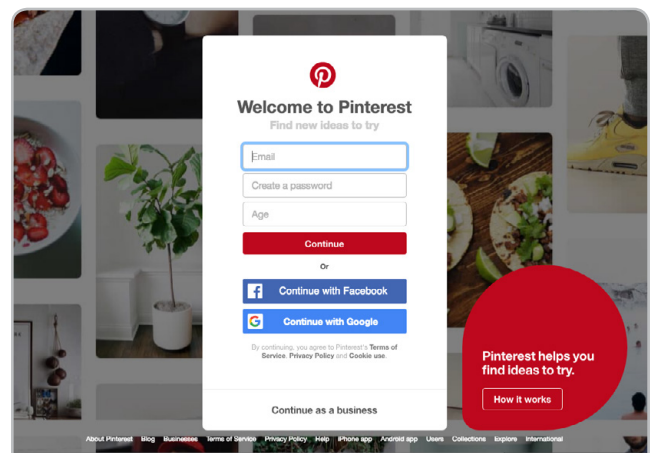 Welcome to Pinterest
Find new ideas to try
Email
Create a password
Age
Continue
Or
Continue with Facebook
Continue with Google
By continuing, you agree to Pinterest's Terms of
Service, Privacy Policy and Cookie use.
Continue as a business
Pinterest helps you
find ideas to try.
How it works
About Pinterest Blog Businesses Terms of Service Privacy Policy Help iPhone app Android app Users Collections Explore International